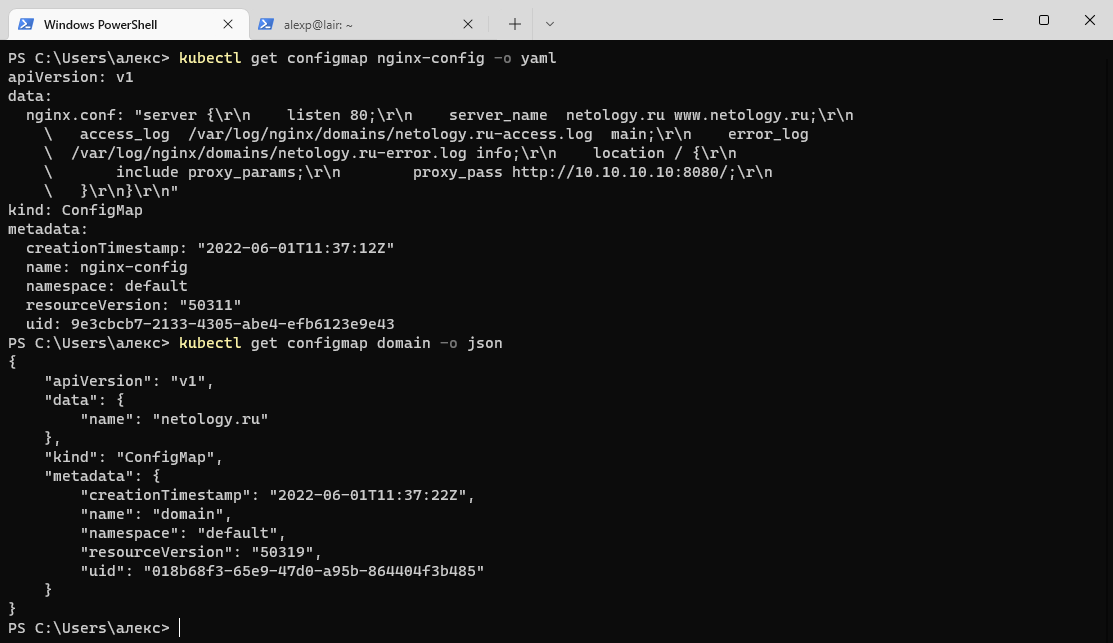 Windows PowerShell
alexp@lair: ~
PS C:\Users\алекс> kubectl get configmap nginx-config -o yaml
apiVersion: v1
data:
  nginx.conf: "server {\r\n    listen 80;\r\n    server_name  netology.ru www.netology.ru;\r\n
    \   access_log  /var/log/nginx/domains/netology.ru-access.log  main;\r\n    error_log
    \  /var/log/nginx/domains/netology.ru-error.log info;\r\n    location / {\r\n
    \       include proxy_params;\r\n        proxy_pass http://10.10.10.10:8080/;\r\n
    \   }\r\n}\r\n"
kind: ConfigMap
metadata:
  creationTimestamp: "2022-06-01T11:37:12Z"
  name: nginx-config
  namespace: default
  resourceVersion: "50311"
  uid: 9e3cbcb7-2133-4305-abe4-efb6123e9e43
PS C:\Users\алекс> kubectl get configmap domain -o json
{
    "apiVersion": "v1",
    "data": {
        "name": "netology.ru"
    },
    "kind": "ConfigMap",
    "metadata": {
        "creationTimestamp": "2022-06-01T11:37:22Z",
        "name": "domain",
        "namespace": "default",
        "resourceVersion": "50319",
        "uid": "018b68f3-65e9-47d0-a95b-864404f3b485"
    }
}
PS C:\Users\алекс>